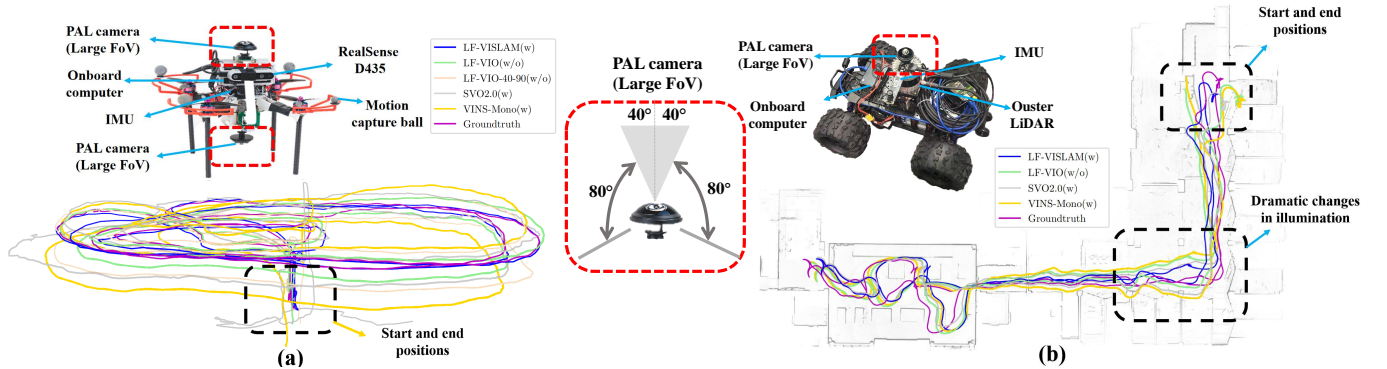 PAL camera
(Large FoV)
RealSense
D435
Onboard
computer
IMU
Motion
capture ball
PAL camera
(Large FoV)
LF-VISLAM(w)
LF-VIO(w/o)
LF-VIO-40-90(w/o)
SVO2.0(w)
VINS-Mono(w)
Groundtruth
Start and end
positions
(a)
PAL camera
(Large FoV)
40° 40°
80° 80°
PAL camera
(Large FoV)
IMU
Onboard
computer
Ouster
LiDAR
LF-VISLAM(w)
LF-VIO(w/o)
SVO2.0(w)
VINS-Mono(w)
Groundtruth
Start and end
positions
Dramatic changes
in illumination
(b)